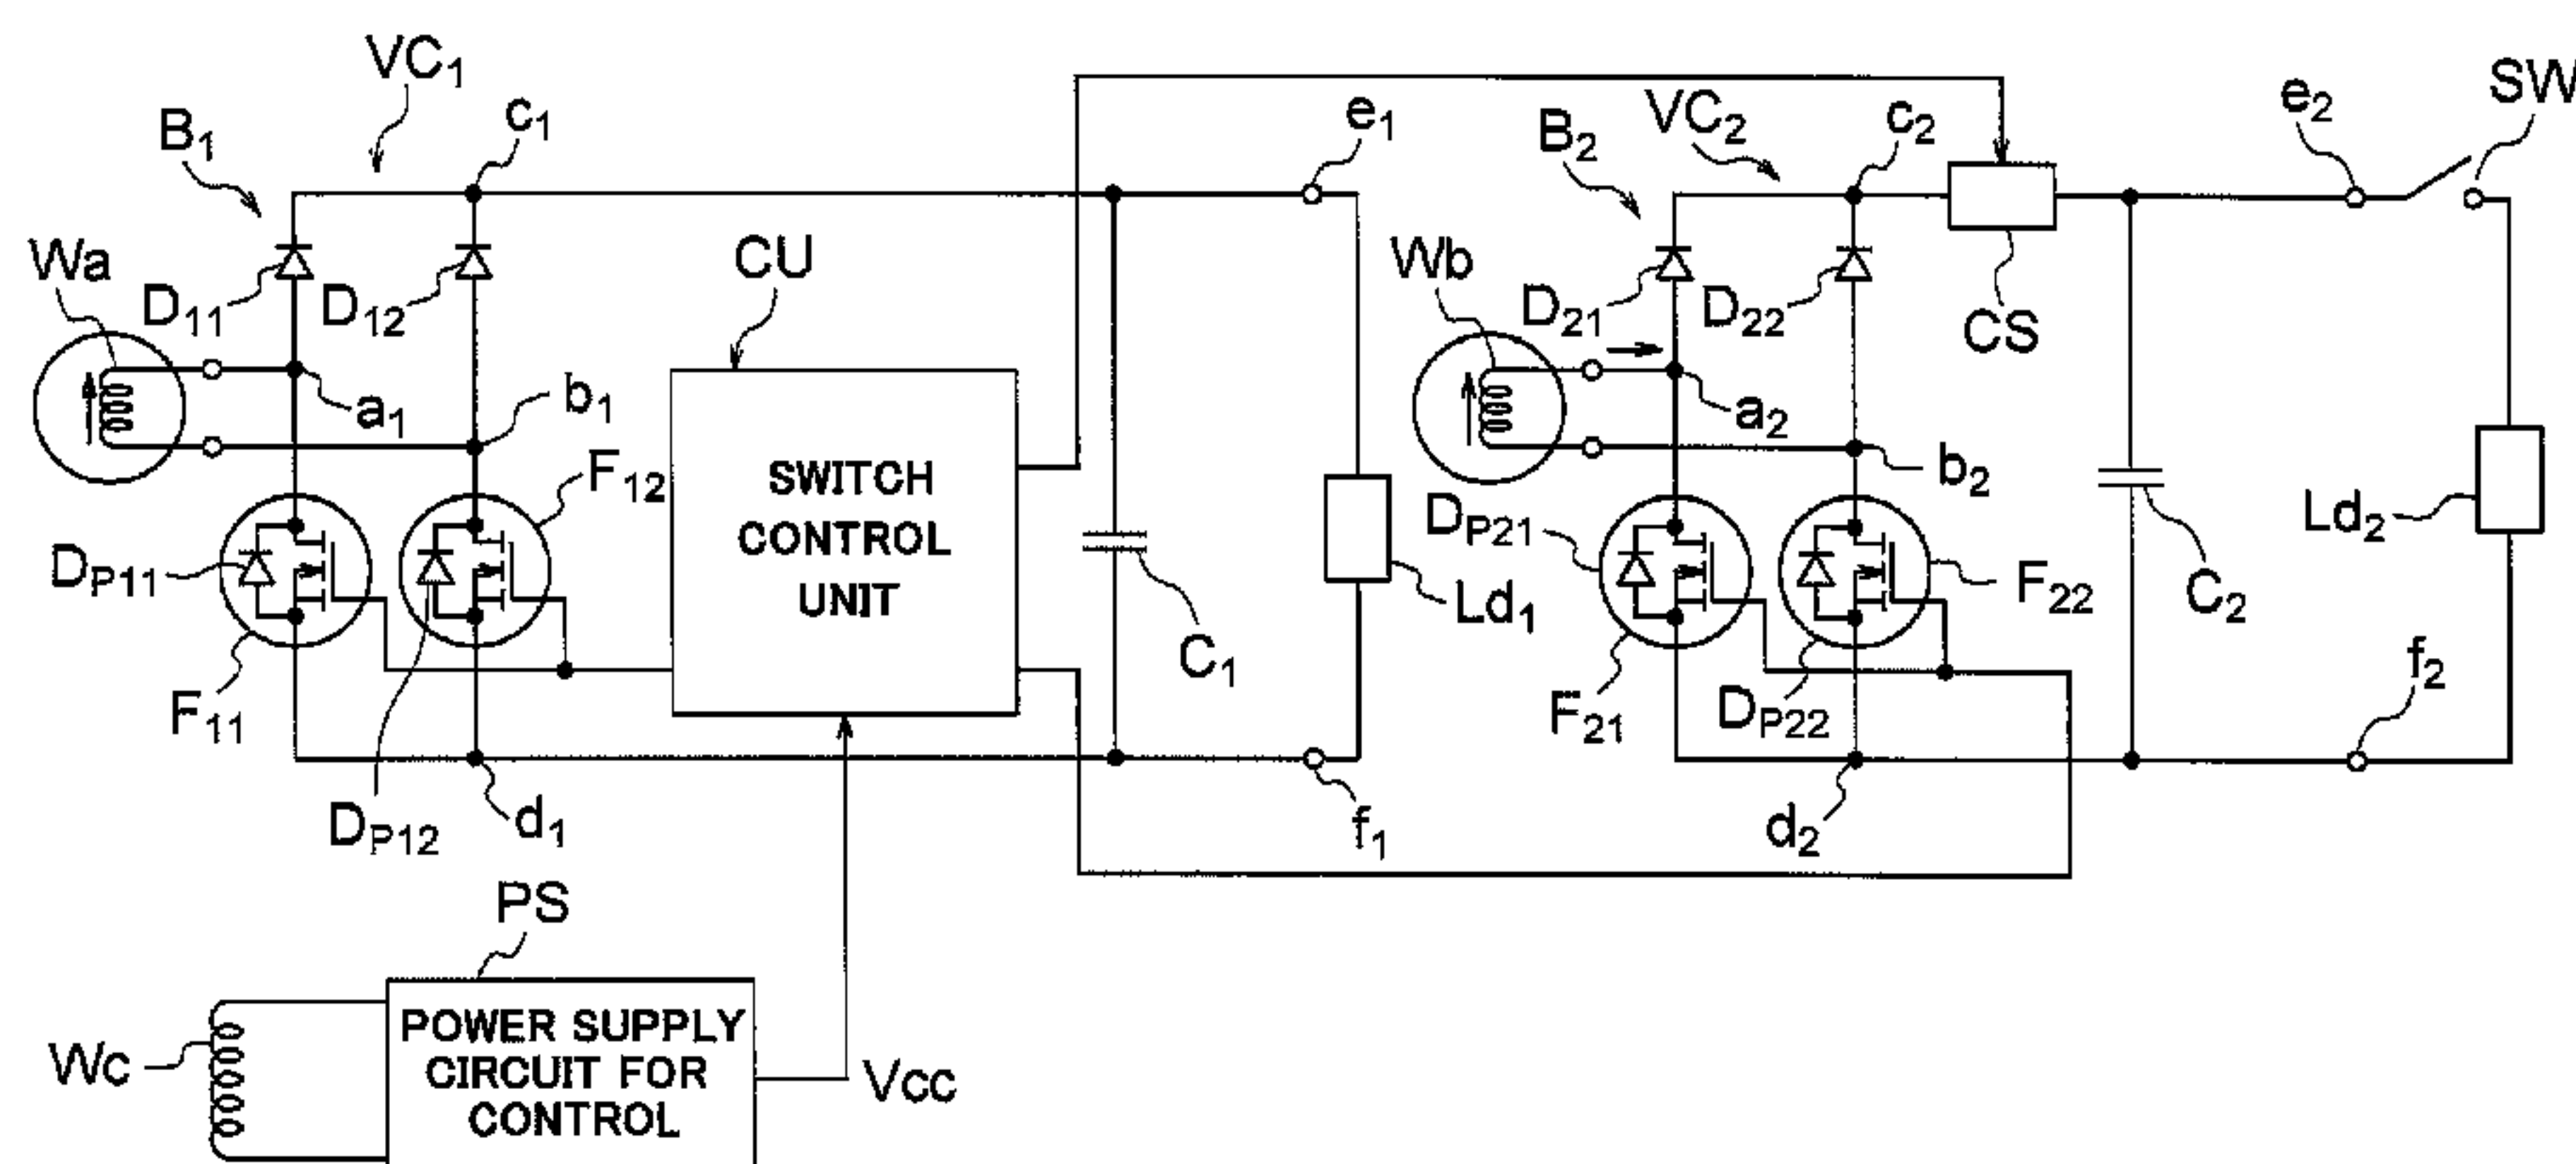 VC1
B1
c1
e1
B2
VC2
c2
e2
SW
Wa
D11
D12
CU
Wb
D21
D22
CS
a1
b1
a2
b2
SWITCH
CONTROL
UNIT
F12
DP11
DP21
F22
Ld1
C1
C2
Ld2
F11
F21
DP22
f2
DP12
d1
f1
d2
PS
POWER SUPPLY
CIRCUIT FOR
CONTROL
Wc
Vcc